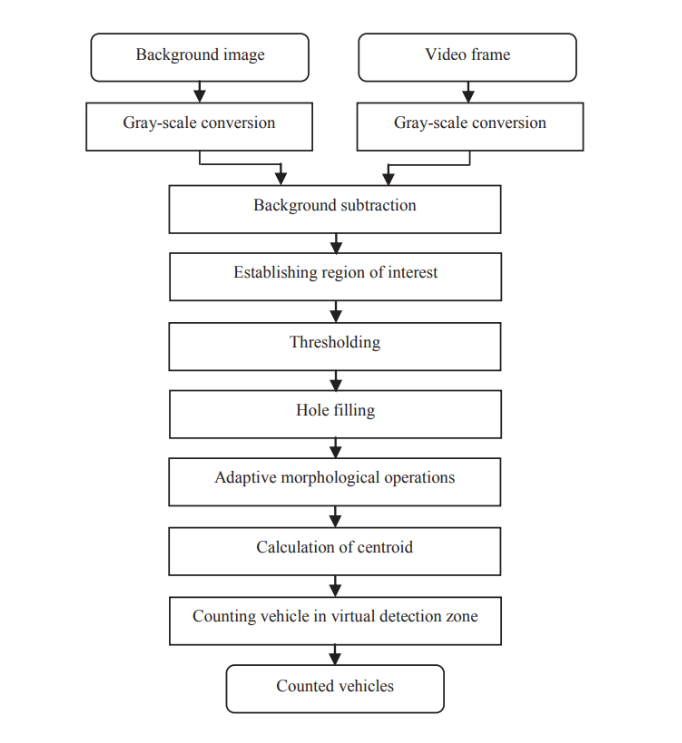 Background image
Video frame
Gray-scale conversion
Gray-scale conversion
Background subtraction
Establishing region of interest
Thresholding
Hole filling
Adaptive morphological operations
Calculation of centroid
Counting vehicle in virtual detection zone
Counted vehicles